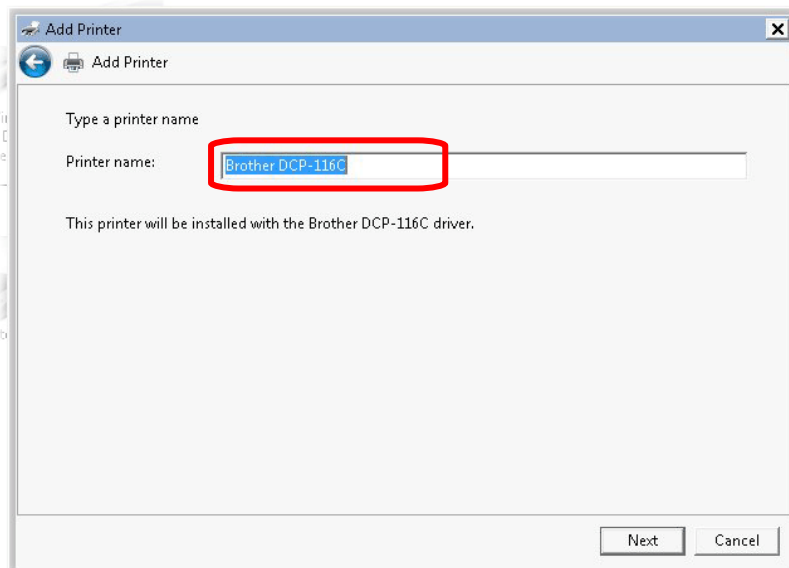 Add Printer
Add Printer
Type a printer name
Printer name: Brother DCP-116C
This printer will be installed with the Brother DCP-116C driver.
Next Cancel